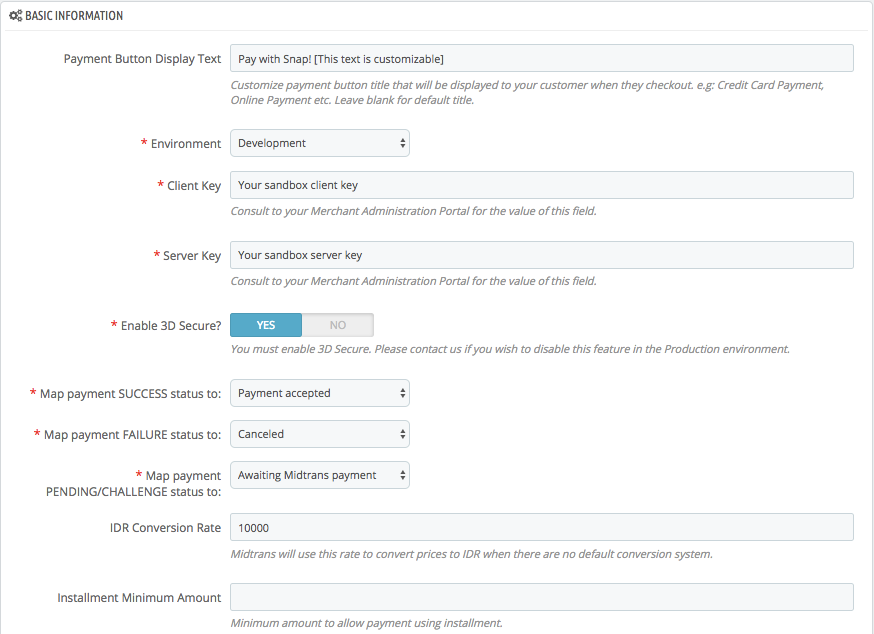 BASIC INFORMATION
Payment Button Display Text
Pay with Snap! [This text is customizable]
Customize payment button title that will be displayed to your customer when they checkout. e.g: Credit Card Payment,
Online Payment etc. Leave blank for default title.
* Environment
Development
* Client Key
Your sandbox client key
Consult to your Merchant Administration Portal for the value of this field.
* Server Key
Your sandbox server key
Consult to your Merchant Administration Portal for the value of this field.
* Enable 3D Secure?
YES
NO
You must enable 3D Secure. Please contact us if you wish to disable this feature in the Production environment.
* Map payment SUCCESS status to:
Payment accepted
* Map payment FAILURE status to:
Canceled
* Map payment
PENDING/CHALLENGE status to:
Awaiting Midtrans payment
IDR Conversion Rate
10000
Midtrans will use this rate to convert prices to IDR when there are no default conversion system.
Installment Minimum Amount
Minimum amount to allow payment using installment.